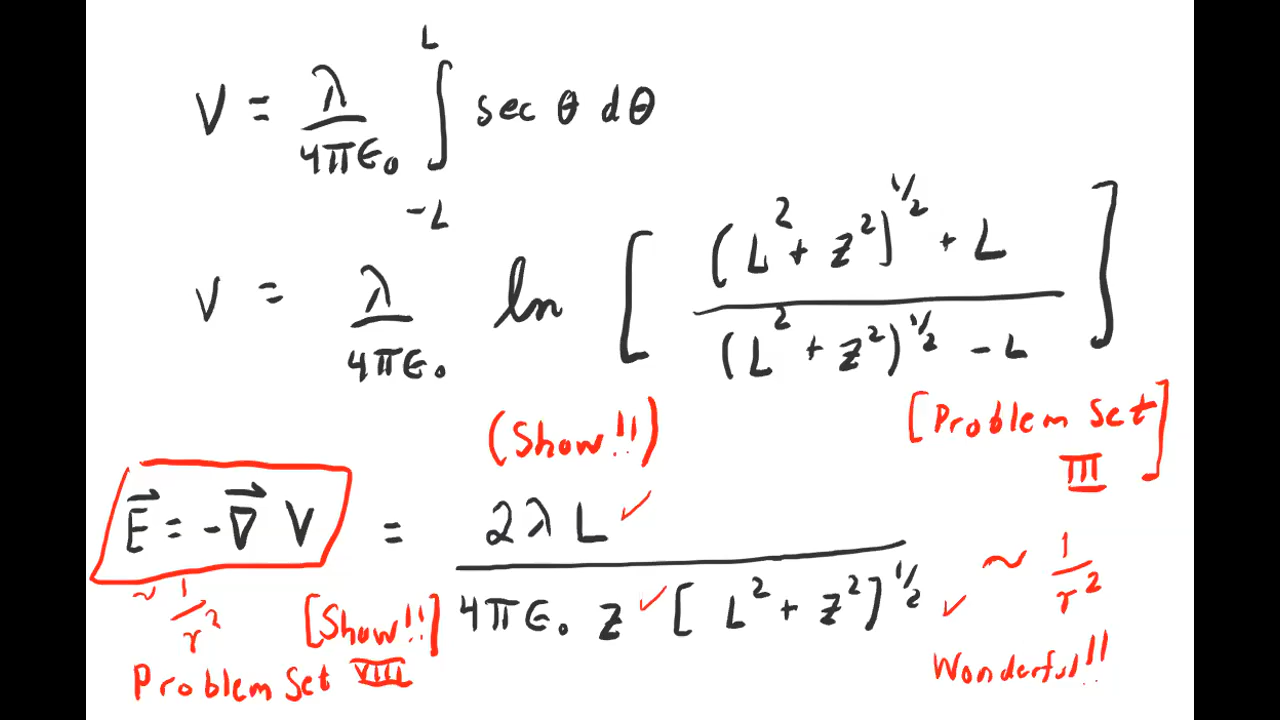 V = λ/4πϵ₀ ∫_{-L}^{L} sec θ dθ
V = λ/4πϵ₀ ln [ ((L² + z²)^{1/2} + L) / ((L² + z²)^{1/2} - L) ]
(Show!!) [Problem Set III]
E⃗ = -∇⃗ V = 2λL / 4πϵ₀ z [L² + z²]^{1/2} ~ 1/r²
~ 1/r² [Show!!] Wonderful!!
Problem Set VIII